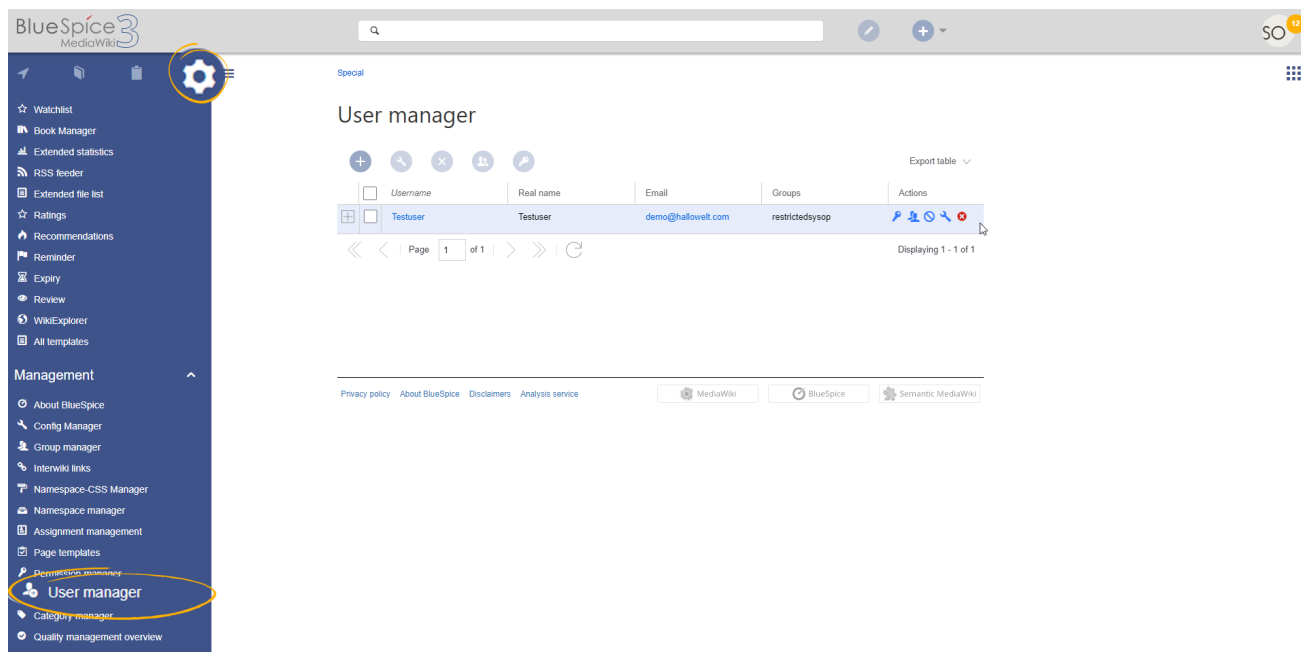 BlueSpice 3
MediaWiki
SO
12
Special
User manager
Export table
Username Real name Email Groups Actions
Testuser Testuser demo@hallowelt.com restrictedsysop
Page 1 of 1
Displaying 1 - 1 of 1
Privacy policy About BlueSpice Disclaimers Analysis service
MediaWiki BlueSpice Semantic MediaWiki
Watchlist
Book Manager
Extended statistics
RSS feeder
Extended file list
Ratings
Recommendations
Reminder
Expiry
Review
WikiExplorer
All templates
Management
About BlueSpice
Config Manager
Group manager
Interwiki links
Namespace-CSS Manager
Namespace manager
Assignment management
Page templates
Permission manager
User manager
Category manager
Quality management overview